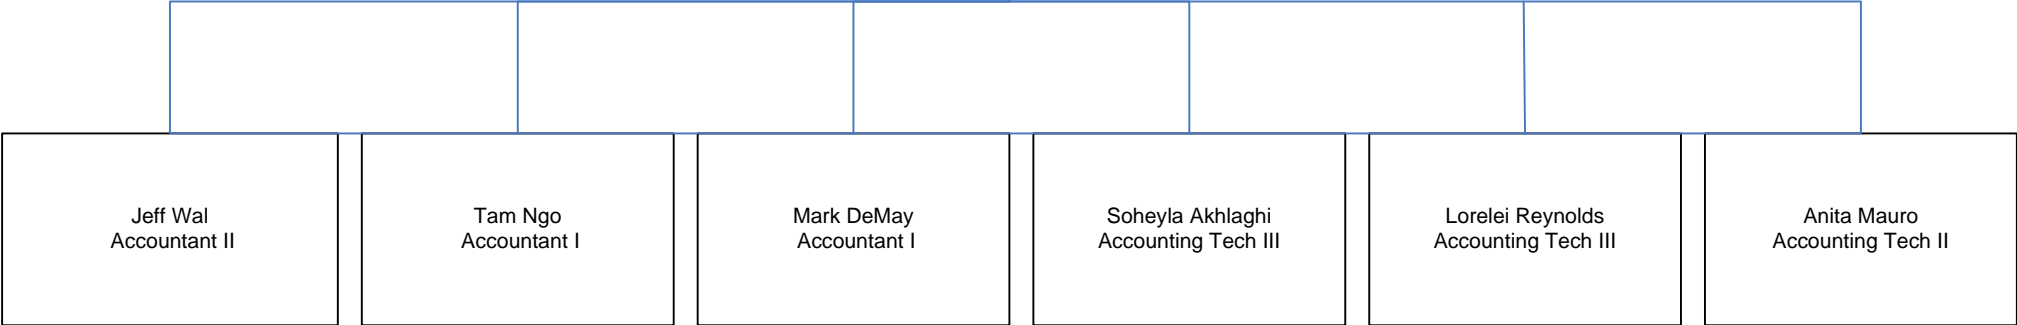 Jeff Wal
Accountant II
Tam Ngo
Accountant I
Mark DeMay
Accountant I
Soheyla Akhlaghi
Accounting Tech III
Lorelei Reynolds
Accounting Tech III
Anita Mauro
Accounting Tech II